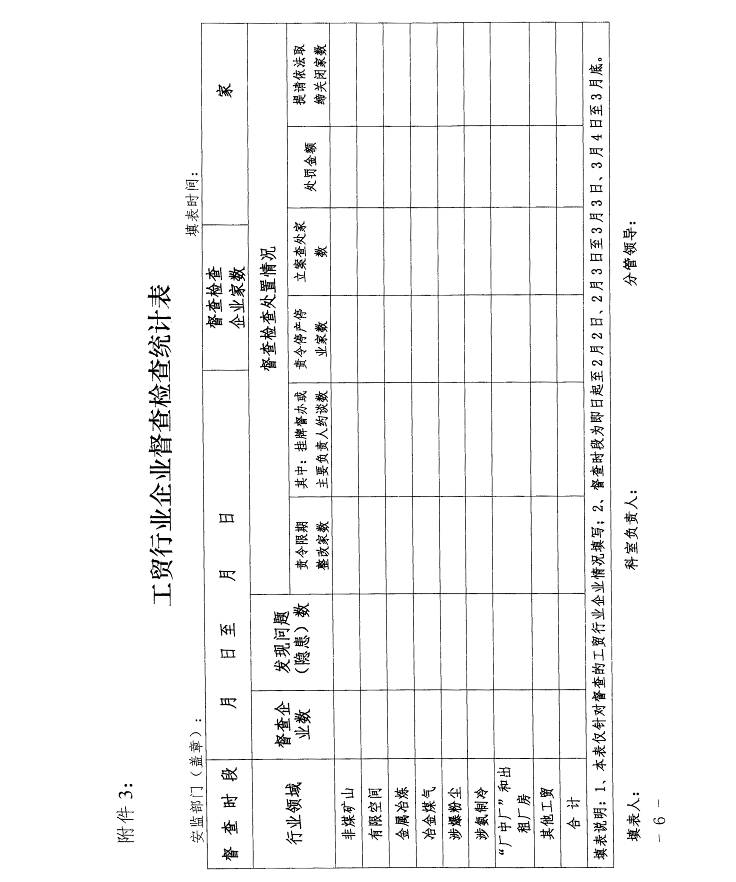 附件 3：
工贸行业企业督查检查统计表
安监部门（盖章）： 填表时间：
督 查 时 段 月 日至 月 日 督查检查企业家数 家
行业领域 督查企业数 发现问题（隐患）数 督查检查处置情况
责令限期整改家数 其中：挂牌督办或主要负责人约谈数 责令停产停业家数 立案查处家数 处罚金额 提请依法取缔关闭家数
非煤矿山
有限空间
金属冶炼
冶金煤气
涉爆粉尘
涉氨制冷
“厂中厂”和出租厂房
其他工贸
合 计
填表说明：1、本表仅针对督查的工贸行业企业情况填写；2、督查时段为即日起至2月2日、2月3日至3月3日、3月4日至3月底。
填表人： 科室负责人： 分管领导：
- 6 -